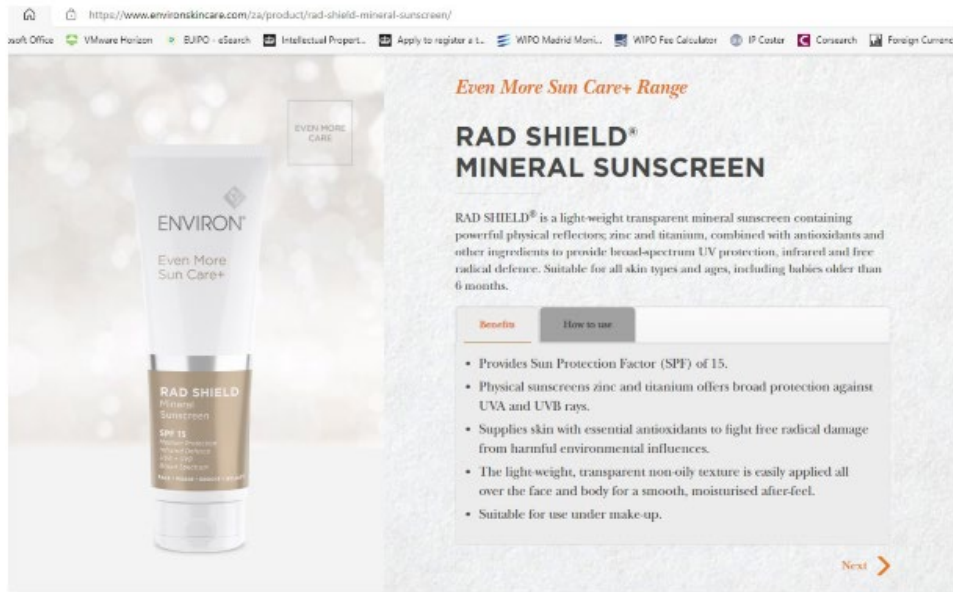 https://www.environskincare.com/za/product/rad-shield-mineral-sunscreen/
osoft Office VMware Horizon EUIPO - eSearch Intellectual Propert... Apply to register a t... WIPO Madrid Moni... WIPO Fee Calculator IP Coster Corsearch Foreign Currenc
EVEN MORE
CARE
ENVIRON®
Even More
Sun Care+
RAD SHIELD
Mineral
Sunscreen
SPF 15
Even More Sun Care+ Range
RAD SHIELD®
MINERAL SUNSCREEN
RAD SHIELD® is a light-weight transparent mineral sunscreen containing
powerful physical reflectors; zinc and titanium, combined with antioxidants and
other ingredients to provide broad-spectrum UV protection, infrared and free
radical defence. Suitable for all skin types and ages, including babies older than
6 months.
Benefits How to use
• Provides Sun Protection Factor (SPF) of 15.
• Physical sunscreens zinc and titanium offers broad protection against
UVA and UVB rays.
• Supplies skin with essential antioxidants to fight free radical damage
from harmful environmental influences.
• The light-weight, transparent non-oily texture is easily applied all
over the face and body for a smooth, moisturised after-feel.
• Suitable for use under make-up.
Next